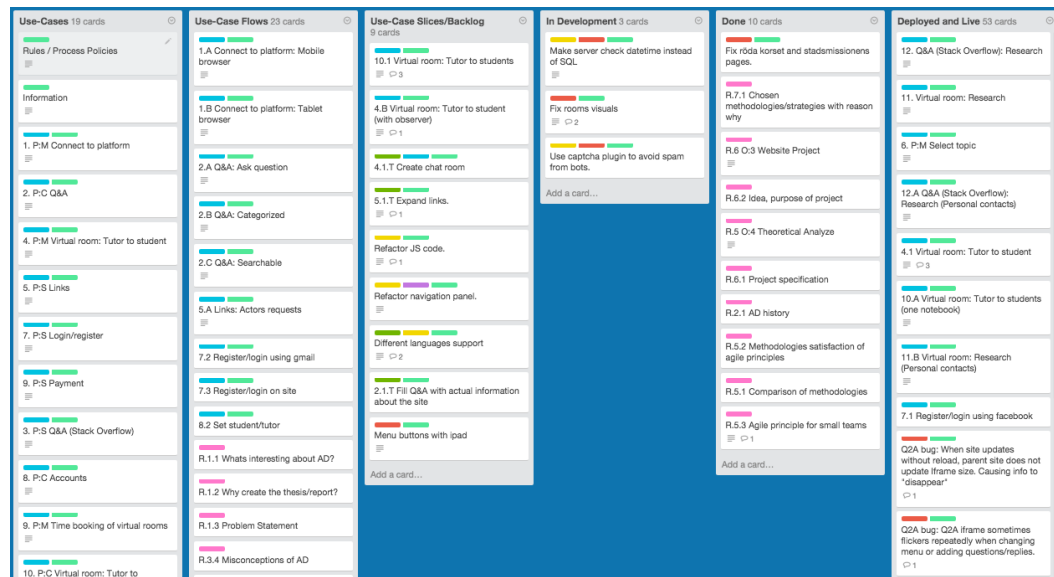 Use-Cases 19 cards
Rules / Process Policies
Information
1. P:M Connect to platform
2. P:C Q&A
4. P:M Virtual room: Tutor to student
5. P:S Links
7. P:S Login/register
9. P:S Payment
3. P:S Q&A (Stack Overflow)
8. P:C Accounts
9. P:M Time booking of virtual rooms
10. P:C Virtual room: Tutor to
Use-Case Flows 23 cards
1.A Connect to platform: Mobile
browser
1.B Connect to platform: Tablet
browser
2.A Q&A: Ask question
2.B Q&A: Categorized
2.C Q&A: Searchable
5.A Links: Actors requests
7.2 Register/login using gmail
7.3 Register/login on site
8.2 Set student/tutor
R.1.1 Whats interesting about AD?
R.1.2 Why create the thesis/report?
R.1.3 Problem Statement
R.3.4 Misconceptions of AD
Use-Case Slices/Backlog
9 cards
10.1 Virtual room: Tutor to students
3
4.B Virtual room: Tutor to student
(with observer)
1
4.1.T Create chat room
5.1.T Expand links.
1
Refactor JS code.
1
Refactor navigation panel.
Different languages support
2
2.1.T Fill Q&A with actual information
about the site
Menu buttons with ipad
Add a card…
In Development 3 cards
Make server check datetime instead
of SQL
Fix rooms visuals
2
Use captcha plugin to avoid spam
from bots.
Add a card…
Done 10 cards
Fix röda korset and stadsmissionens
pages.
R.7.1 Chosen
methodologies/strategies with reason
why
R.6 O:3 Website Project
R.6.2 Idea, purpose of project
R.5 O:4 Theoretical Analyze
R.6.1 Project specification
R.2.1 AD history
R.5.2 Methodologies satisfaction of
agile principles
R.5.1 Comparison of methodologies
R.5.3 Agile principle for small teams
1
Add a card…
Deployed and Live 53 cards
12. Q&A (Stack Overflow): Research
11. Virtual room: Research
6. P:M Select topic
12.A Q&A (Stack Overflow):
Research (Personal contacts)
4.1 Virtual room: Tutor to student
3
10.A Virtual room: Tutor to students
(one notebook)
11.B Virtual room: Research
(Personal contacts)
7.1 Register/login using facebook
Q2A bug: When site updates
without reload, parent site does not
update Iframe size. Causing info to
"disappear"
1
Q2A bug: Q2A iframe sometimes
flickers repeatedly when changing
menu or adding questions/replies.
1